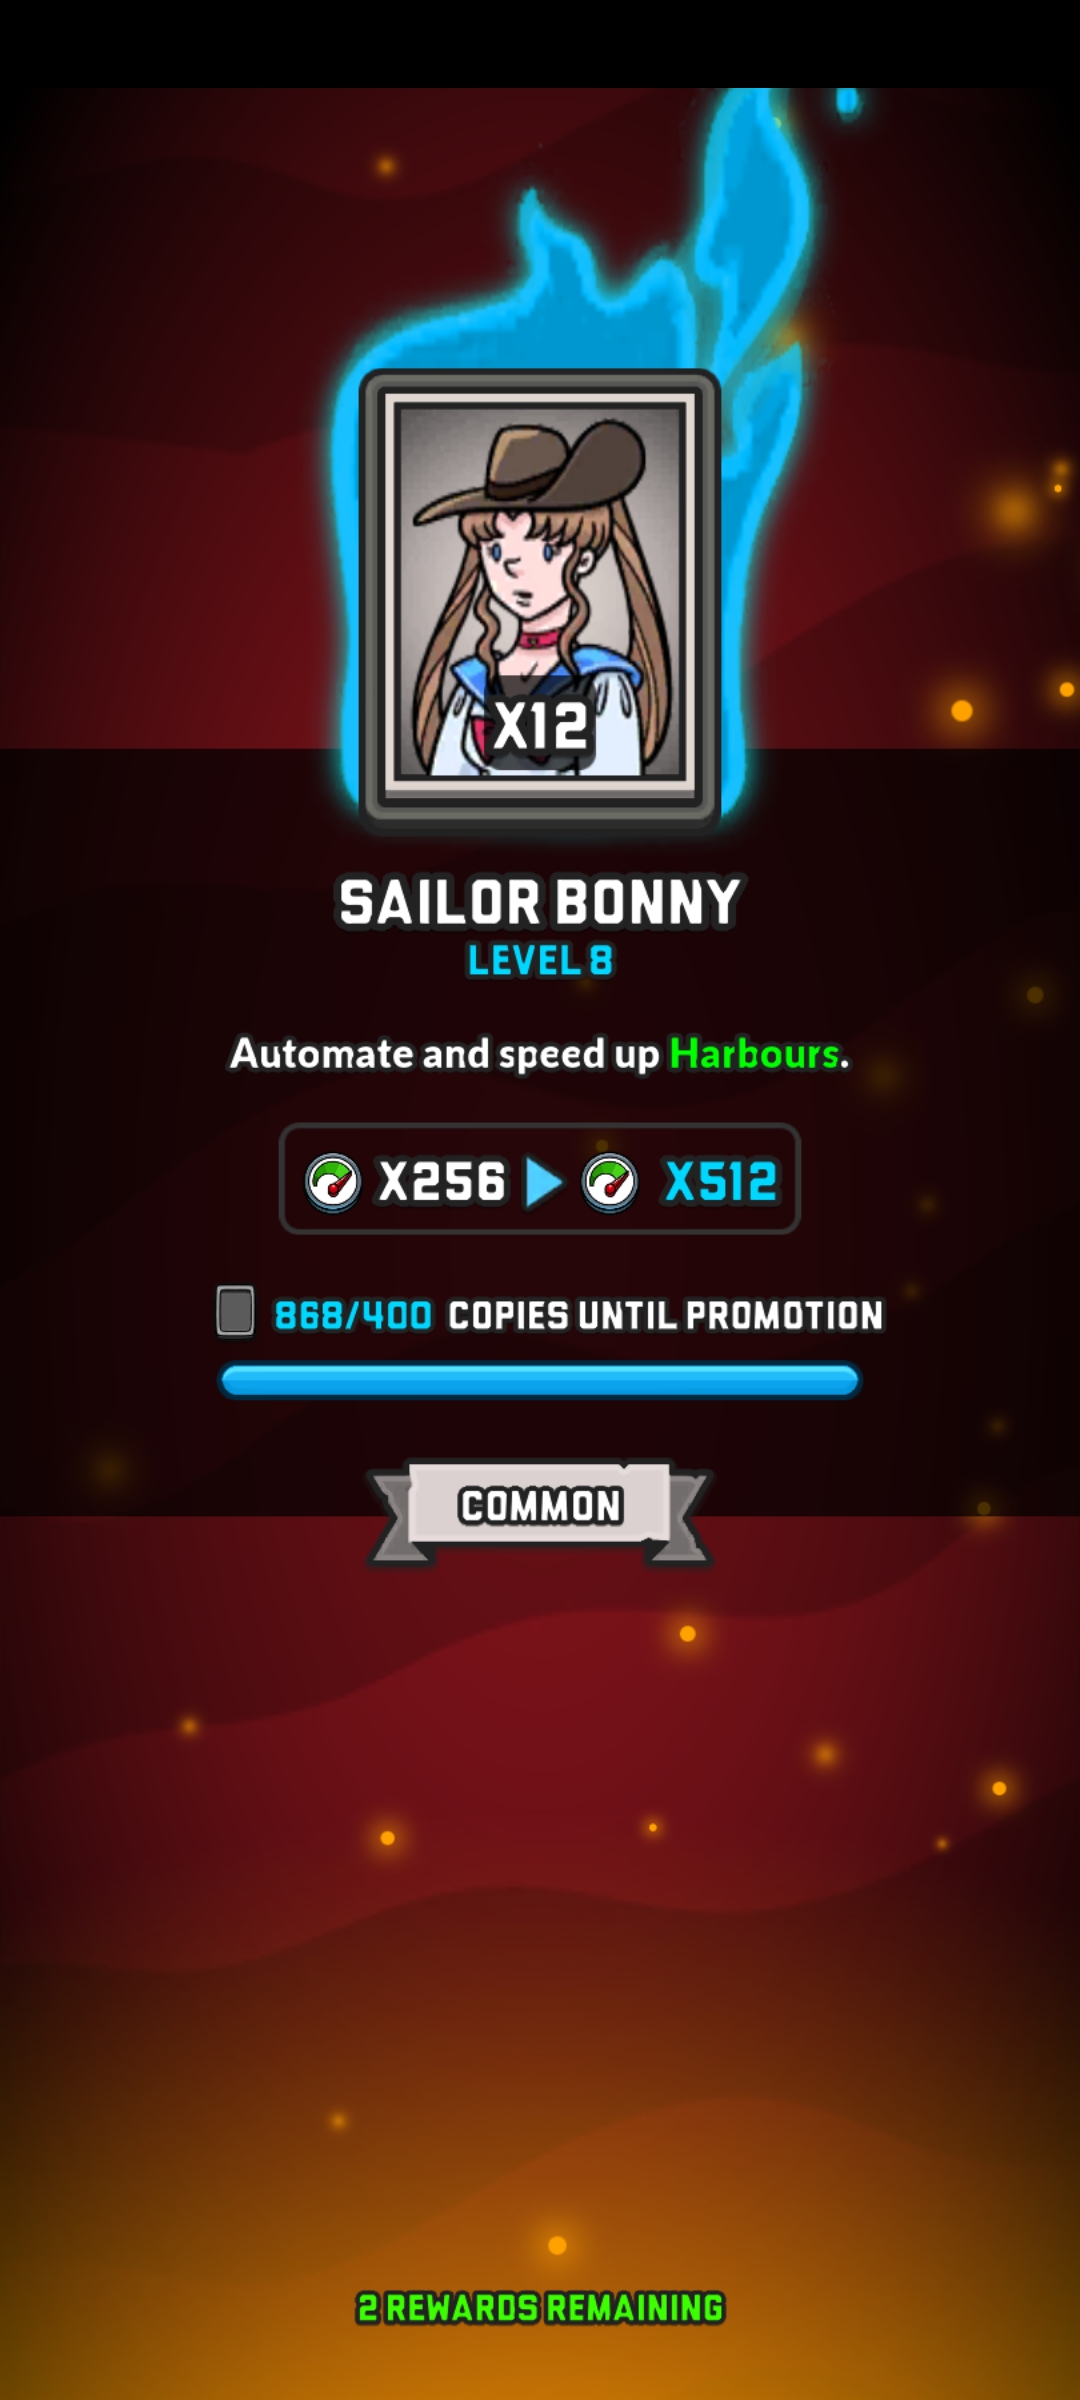 X12
SAILOR BONNY
LEVEL 8
Automate and speed up Harbours.
X256 X512
868/400 COPIES UNTIL PROMOTION
COMMON
2 REWARDS REMAINING